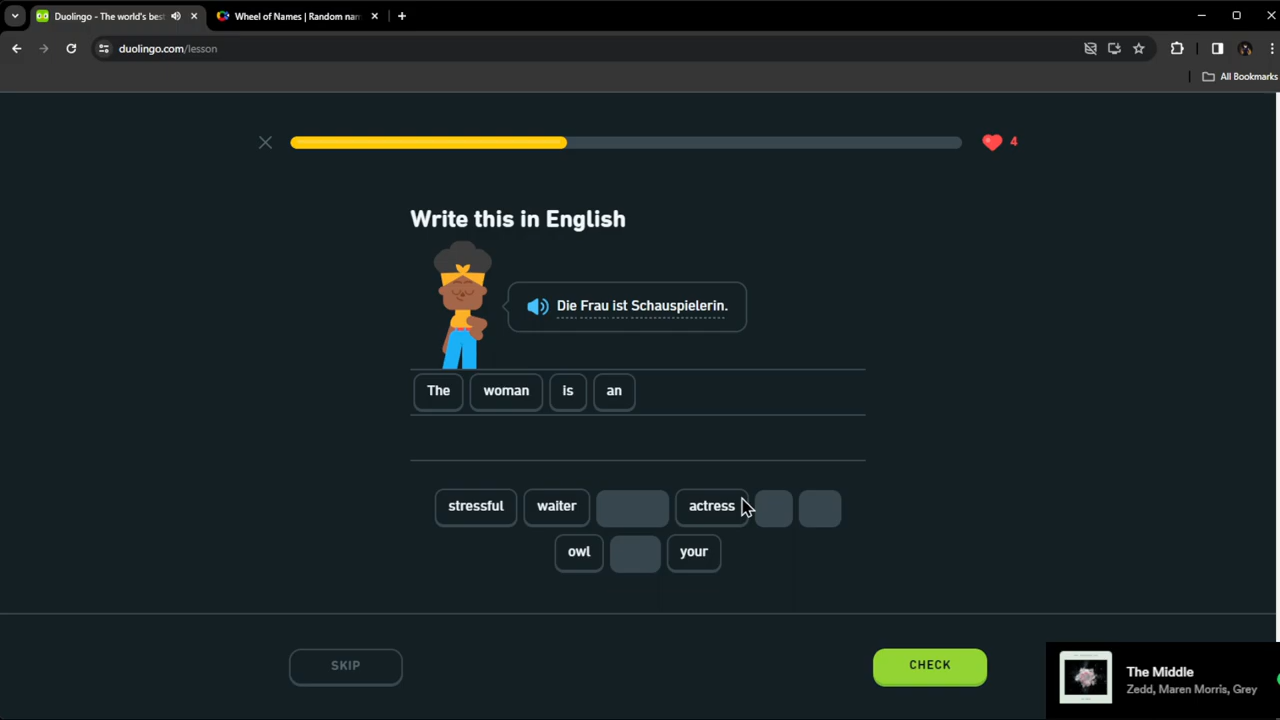 Duolingo - The world's best
Wheel of Names | Random nam
duolingo.com/lesson
All Bookmarks
4
Write this in English
Die Frau ist Schauspielerin.
The woman is an
stressful waiter actress
owl your
SKIP
CHECK
The Middle
Zedd, Maren Morris, Grey